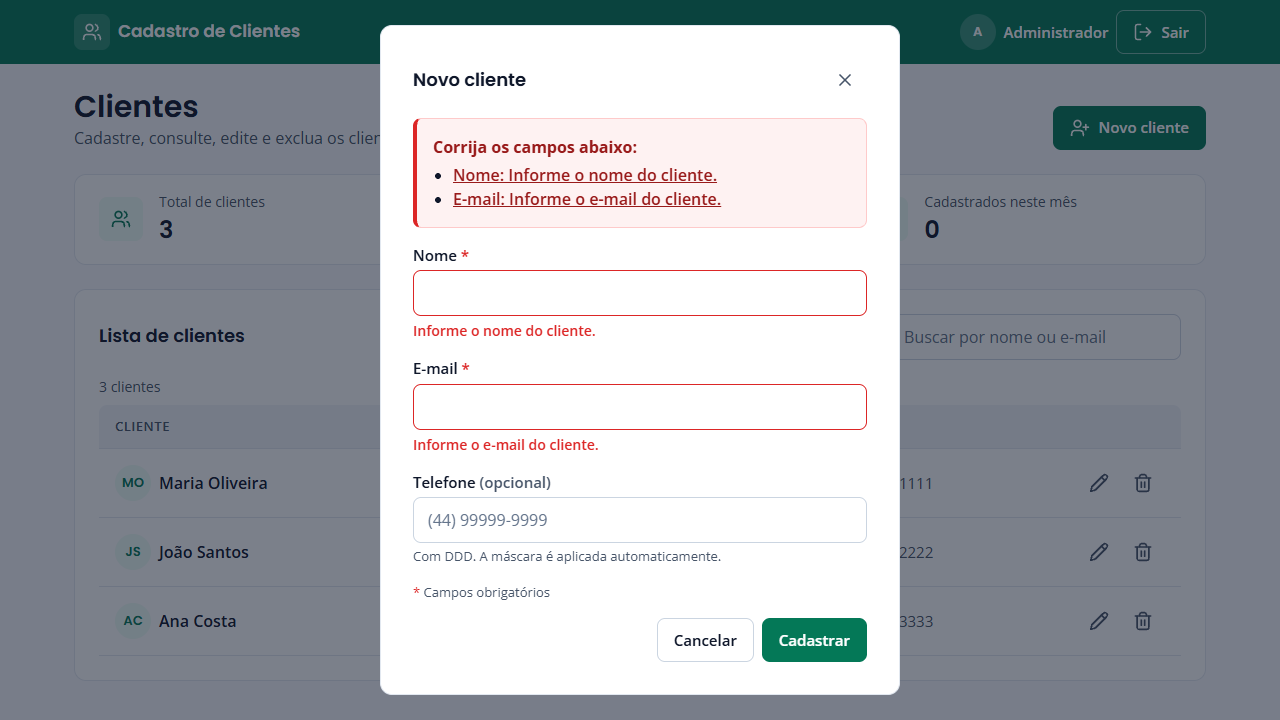 Cadastro de Clientes
A
Administrador
Sair
Clientes
Cadastre, consulte, edite e exclua os
Novo cliente
Total de clientes
3
Cadastrados neste mês
0
Lista de clientes
Buscar por nome ou e-mail
3 clientes
CLIENTE
MO
Maria Oliveira
1111
JS
João Santos
2222
AC
Ana Costa
3333
Novo cliente
Corrija os campos abaixo:
Nome: Informe o nome do cliente.
E-mail: Informe o e-mail do cliente.
Nome *
Informe o nome do cliente.
E-mail *
Informe o e-mail do cliente.
Telefone (opcional)
(44) 99999-9999
Com DDD. A máscara é aplicada automaticamente.
* Campos obrigatórios
Cancelar
Cadastrar